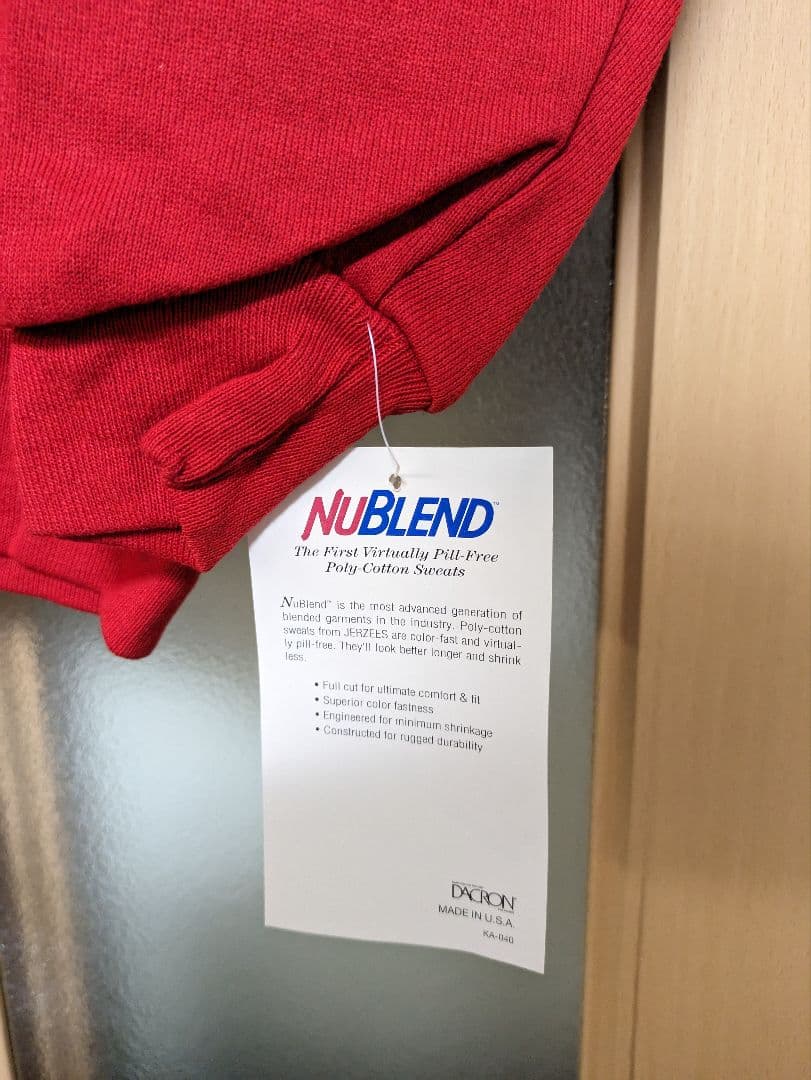 NUBLEND™
The First Virtually Pill-Free
Poly-Cotton Sweats
NuBlend™ is the most advanced generation of
blended garments in the industry. Poly-cotton
sweats from JERZEES are color-fast and virtual-
ly pill-free. They'll look better longer and shrink
less.
• Full cut for ultimate comfort & fit
• Superior color fastness
• Engineered for minimum shrinkage
• Constructed for rugged durability
DACRON
MADE IN U.S.A.
KA-040